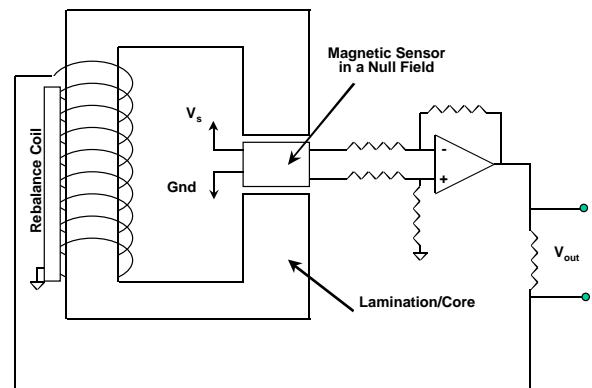 Magnetic Sensor
in a Null Field
Vs
Rebalance Coil
Gnd
-
+
Vout
Lamination/Core